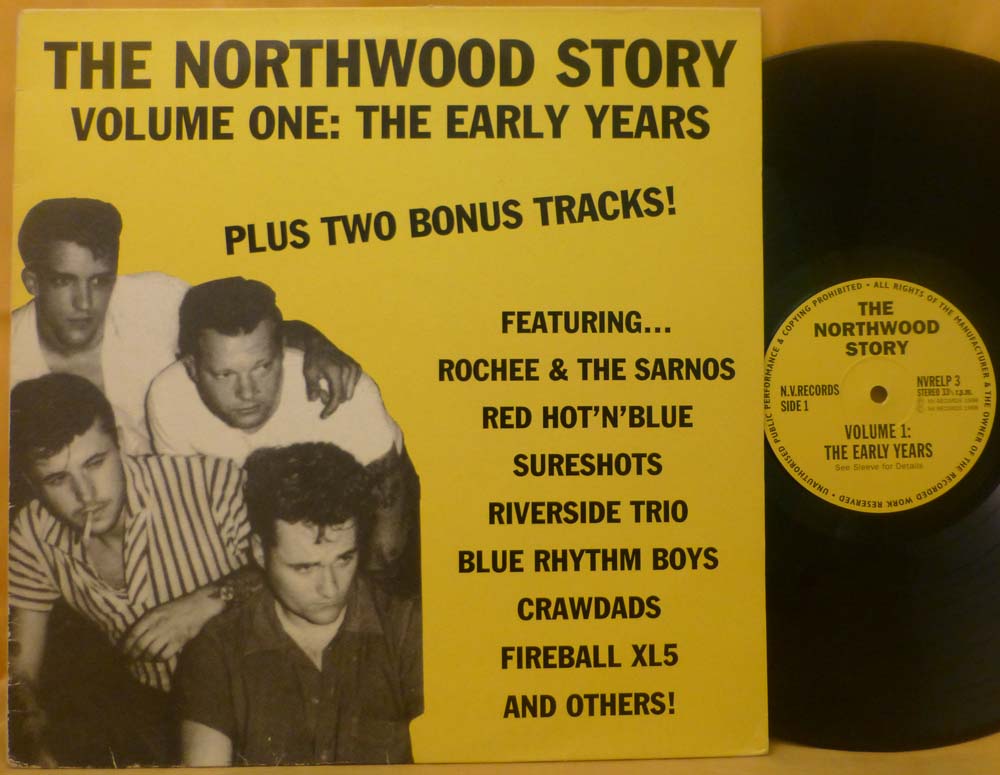 THE NORTHWOOD STORY
VOLUME ONE: THE EARLY YEARS
PLUS TWO BONUS TRACKS!
FEATURING...
ROCHEE & THE SARNOS
RED HOT'N'BLUE
SURESHOTS
RIVERSIDE TRIO
BLUE RHYTHM BOYS
CRAWDADS
FIREBALL XL5
AND OTHERS!
UNAUTHORISED PUBLIC PERFORMANCE & COPYING PROHIBITED • ALL RIGHTS OF THE MANUFACTURER & THE OWNER OF THE RECORDED WORK RESERVED •
THE
NORTHWOOD
STORY
N.V.RECORDS
SIDE 1
NVRELP 3
STEREO 33⅓ r.p.m.
VOLUME 1:
THE EARLY YEARS
See Sleeve for Details